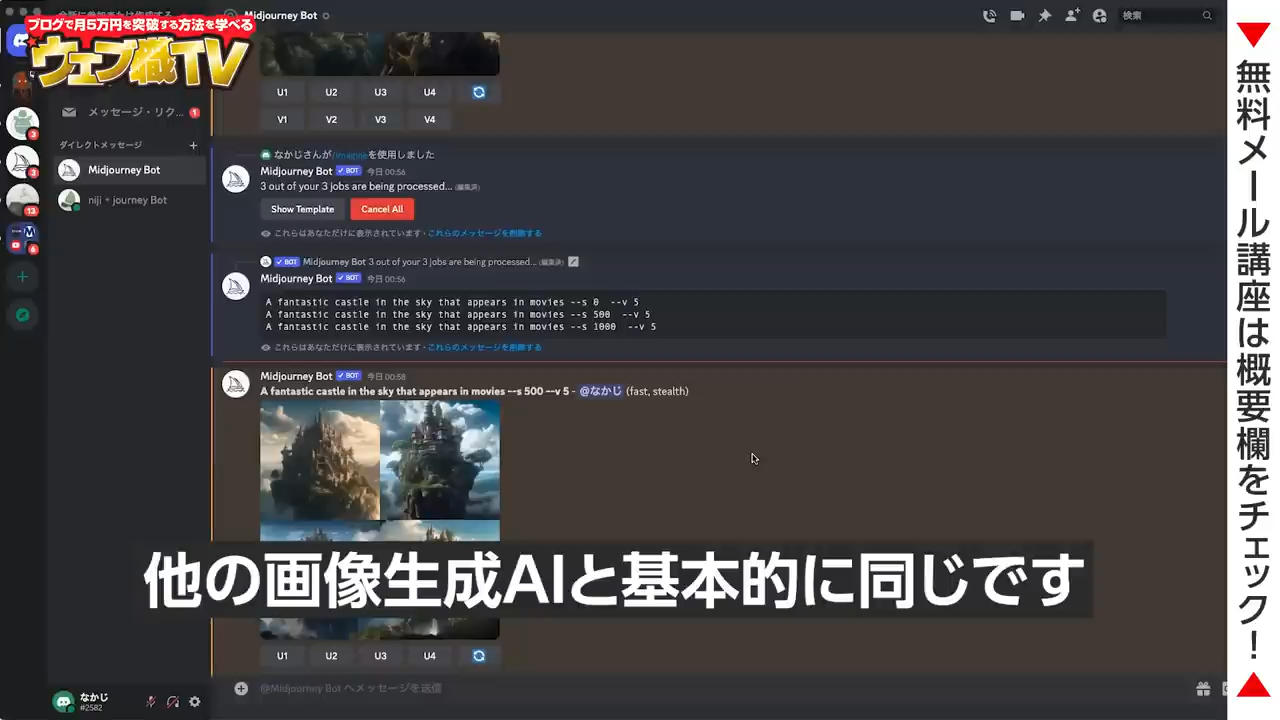 ブログで月5万円を突破する方法を学べる
ウェブ職TV
Midjourney Bot
検索
メッセージ・リク... 1
ダイレクトメッセージ
Midjourney Bot
niji・journey Bot
3
3
13
6
U1 U2 U3 U4
V1 V2 V3 V4
なかじさんが/imagineを使用しました
Midjourney Bot BOT 今日 00:56
3 out of your 3 jobs are being processed... (編集済)
Show Template Cancel All
これらはあなただけに表示されています・これらのメッセージを削除する
BOT Midjourney Bot 3 out of your 3 jobs are being processed... (編集済)
Midjourney Bot BOT 今日 00:56
A fantastic castle in the sky that appears in movies --s 0 --v 5
A fantastic castle in the sky that appears in movies --s 500 --v 5
A fantastic castle in the sky that appears in movies --s 1000 --v 5
これらはあなただけに表示されています・これらのメッセージを削除する
Midjourney Bot BOT 今日 00:58
A fantastic castle in the sky that appears in movies --s 500 --v 5 - @なかじ (fast, stealth)
他の画像生成AIと基本的に同じです
U1 U2 U3 U4
@Midjourney Bot へメッセージを送信
なかじ
#2582
無料メール講座は概要欄をチェック!